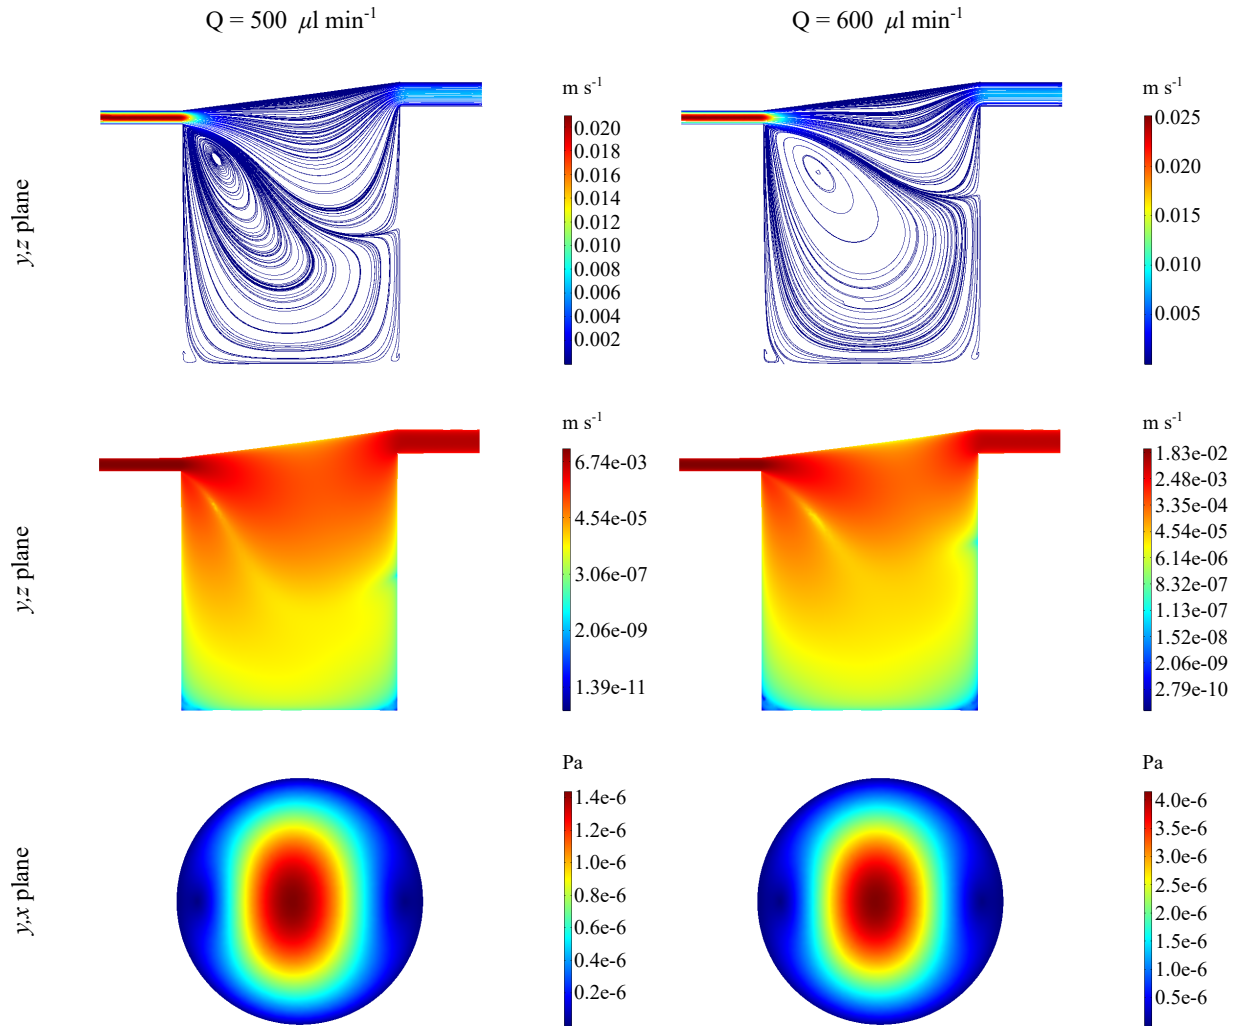 Q = 500 μl min-1
Q = 600 μl min-1
y,z plane
m s-1
0.020
0.018
0.016
0.014
0.012
0.010
0.008
0.006
0.004
0.002
m s-1
0.025
0.020
0.015
0.010
0.005
y,z plane
m s-1
6.74e-03
4.54e-05
3.06e-07
2.06e-09
1.39e-11
m s-1
1.83e-02
2.48e-03
3.35e-04
4.54e-05
6.14e-06
8.32e-07
1.13e-07
1.52e-08
2.06e-09
2.79e-10
y,x plane
Pa
1.4e-6
1.2e-6
1.0e-6
0.8e-6
0.6e-6
0.4e-6
0.2e-6
Pa
4.0e-6
3.5e-6
3.0e-6
2.5e-6
2.0e-6
1.5e-6
1.0e-6
0.5e-6